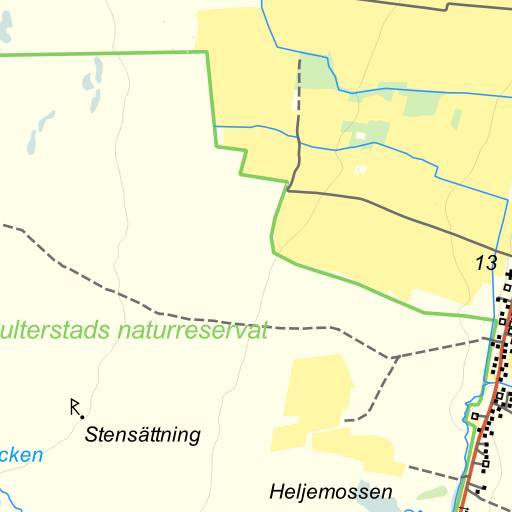 13
ulterstads naturreservat
R
Stensättning
cken
Heljemossen